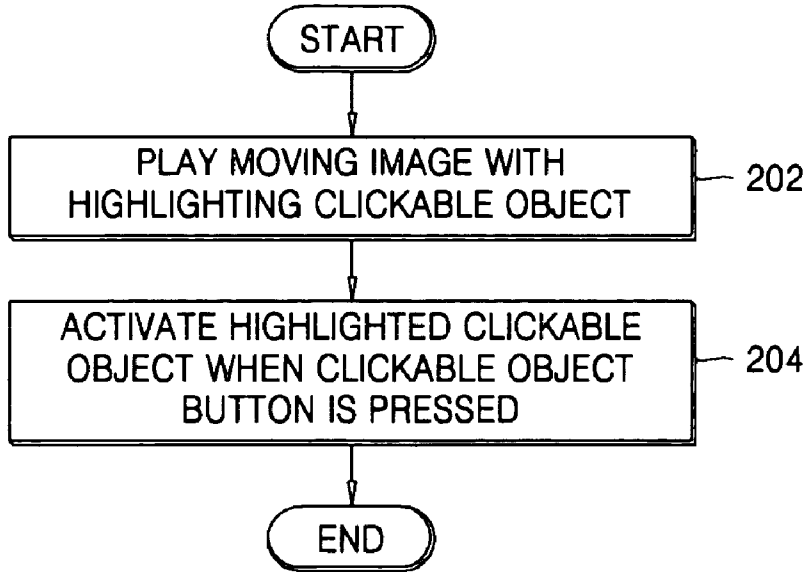 START
PLAY MOVING IMAGE WITH
HIGHLIGHTING CLICKABLE OBJECT
202
ACTIVATE HIGHLIGHTED CLICKABLE
OBJECT WHEN CLICKABLE OBJECT
BUTTON IS PRESSED
204
END